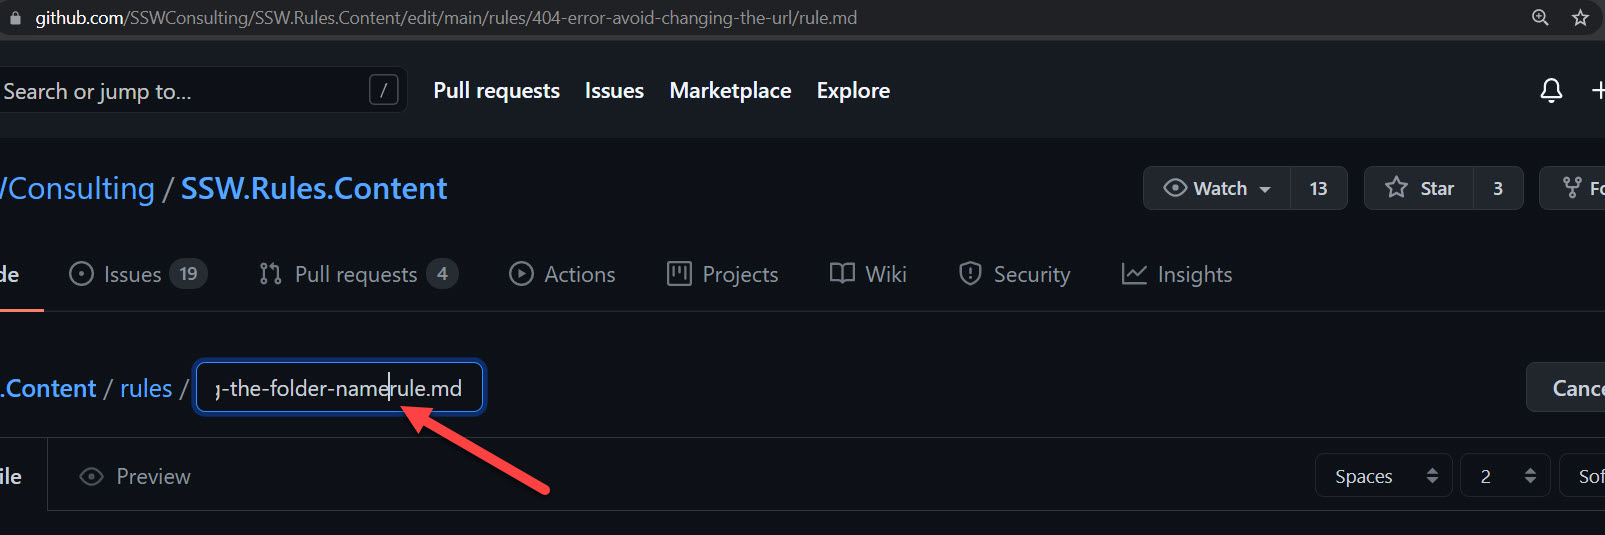 github.com/SSWConsulting/SSW.Rules.Content/edit/main/rules/404-error-avoid-changing-the-url/rule.md
Search or jump to... / Pull requests Issues Marketplace Explore
Consulting / SSW.Rules.Content Watch 13 Star 3 Fo
de Issues 19 Pull requests 4 Actions Projects Wiki Security Insights
.Content / rules / g-the-folder-namerule.md Cance
ile Preview Spaces 2 Sof